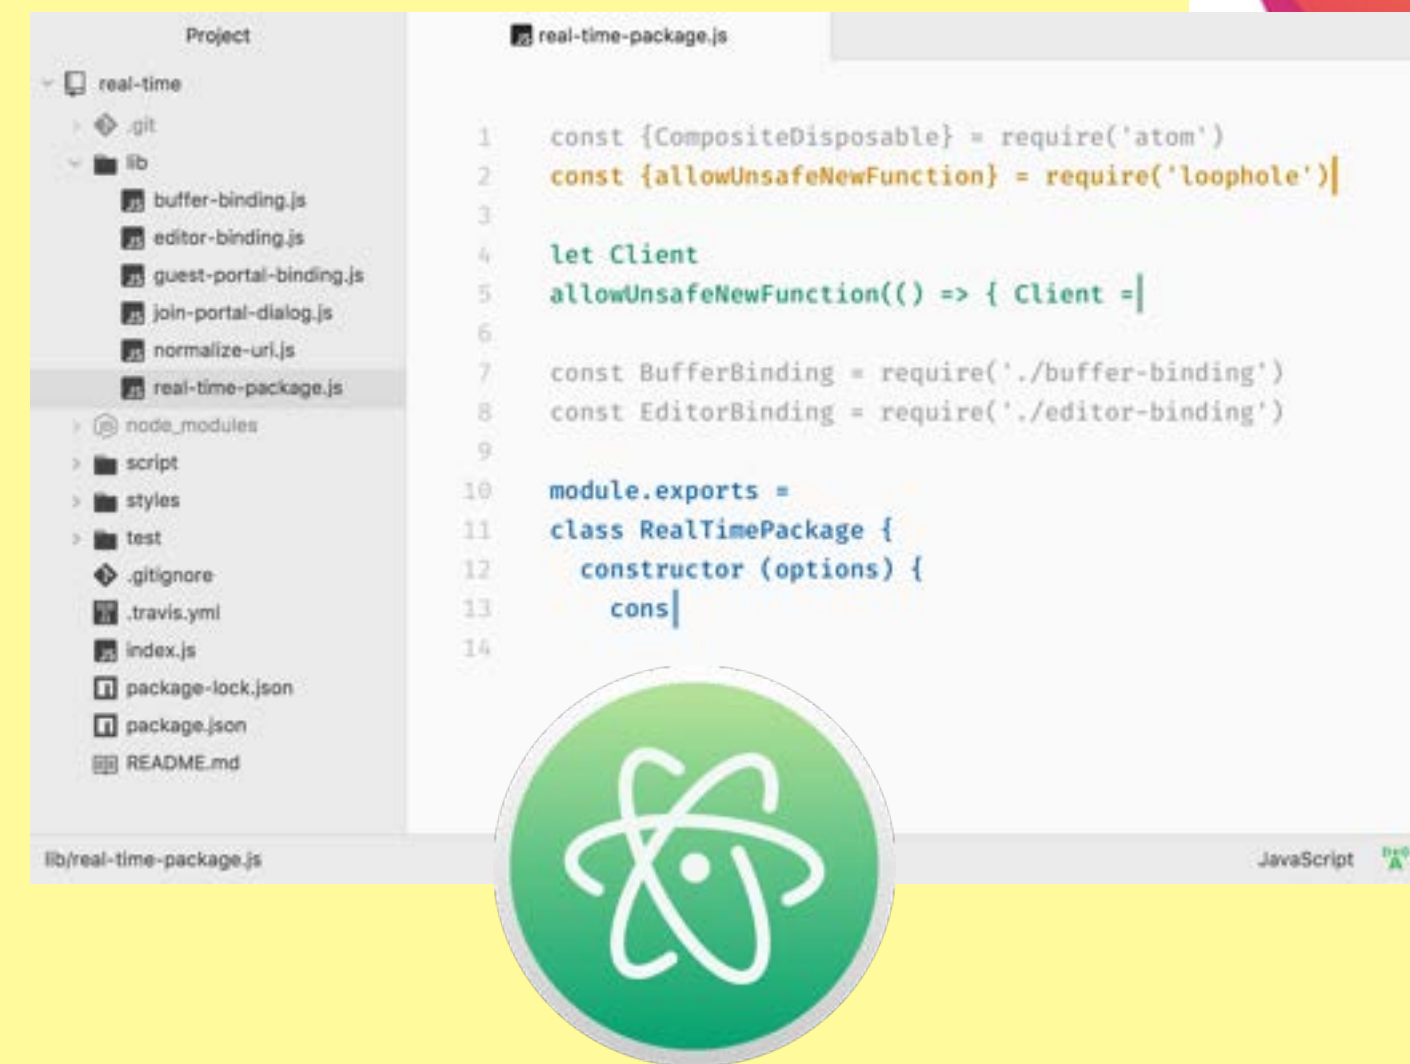 Project
real-time
.git
lib
buffer-binding.js
editor-binding.js
guest-portal-binding.js
join-portal-dialog.js
normalize-uri.js
real-time-package.js
node_modules
script
styles
test
.gitignore
.travis.yml
index.js
package-lock.json
package.json
README.md
real-time-package.js
1 const {CompositeDisposable} = require('atom')
2 const {allowUnsafeNewFunction} = require('loophole')
3
4 let Client
5 allowUnsafeNewFunction(() => { Client =
6
7 const BufferBinding = require('./buffer-binding')
8 const EditorBinding = require('./editor-binding')
9
10 module.exports =
11 class RealTimePackage {
12 constructor (options) {
13 cons
14
lib/real-time-package.js
JavaScript